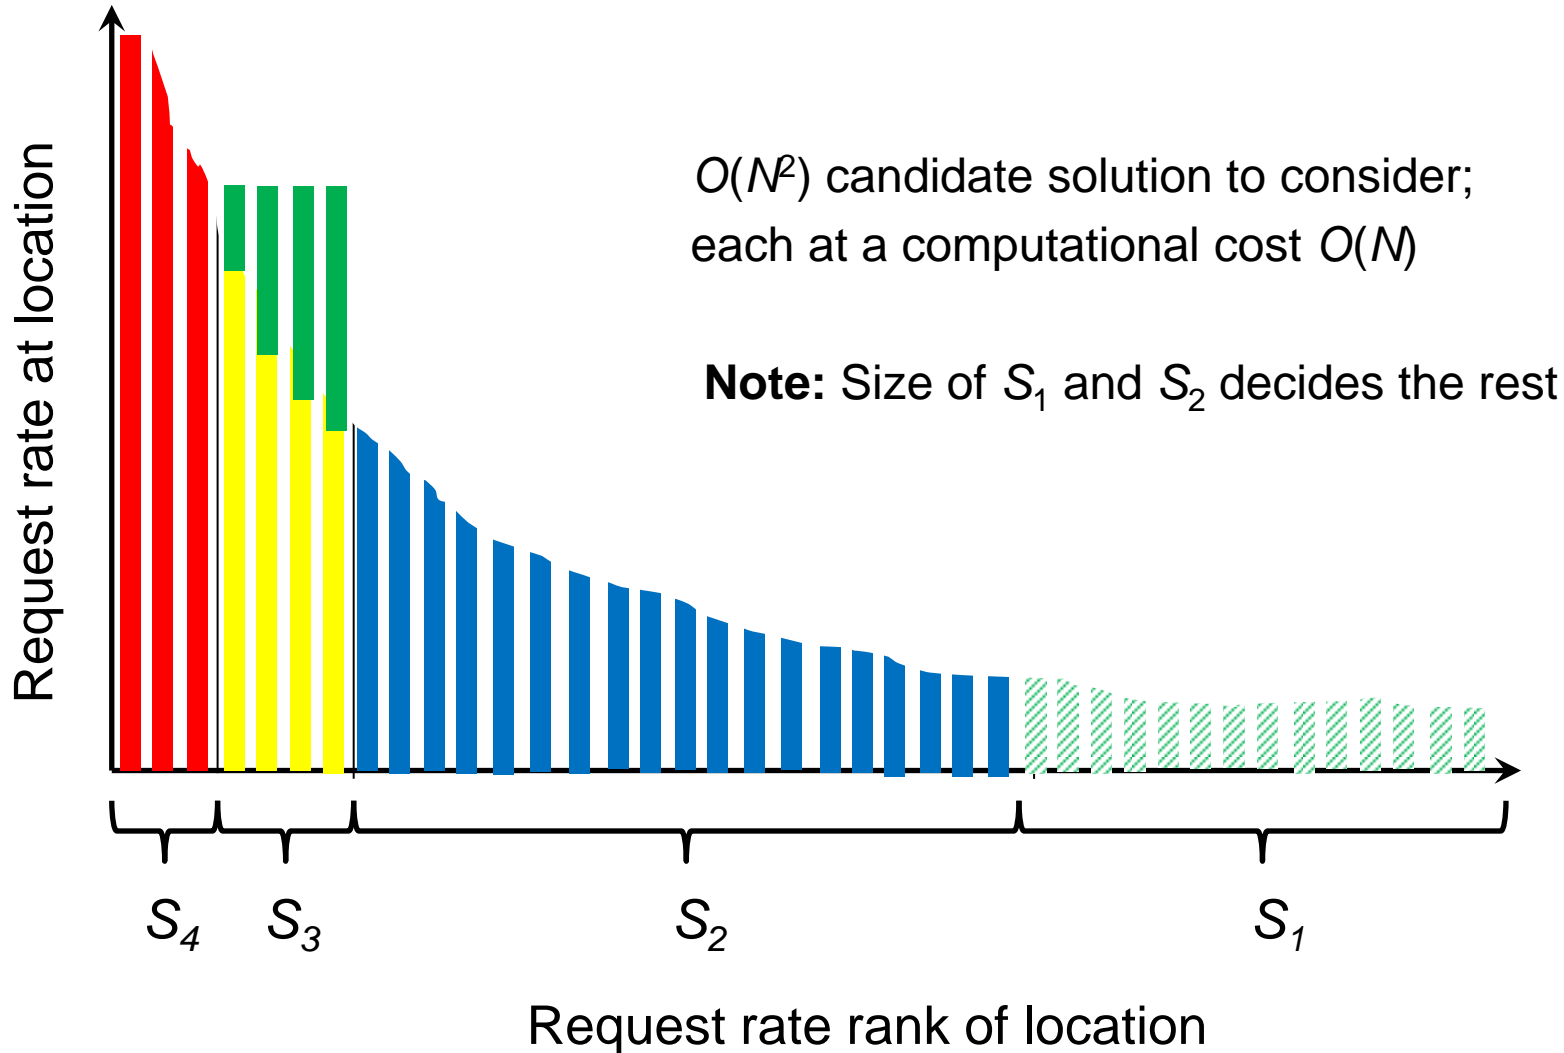 Request rate at location
O(N²) candidate solution to consider;
each at a computational cost O(N)
Note: Size of S₁ and S₂ decides the rest
S₄ S₃ S₂ S₁
Request rate rank of location